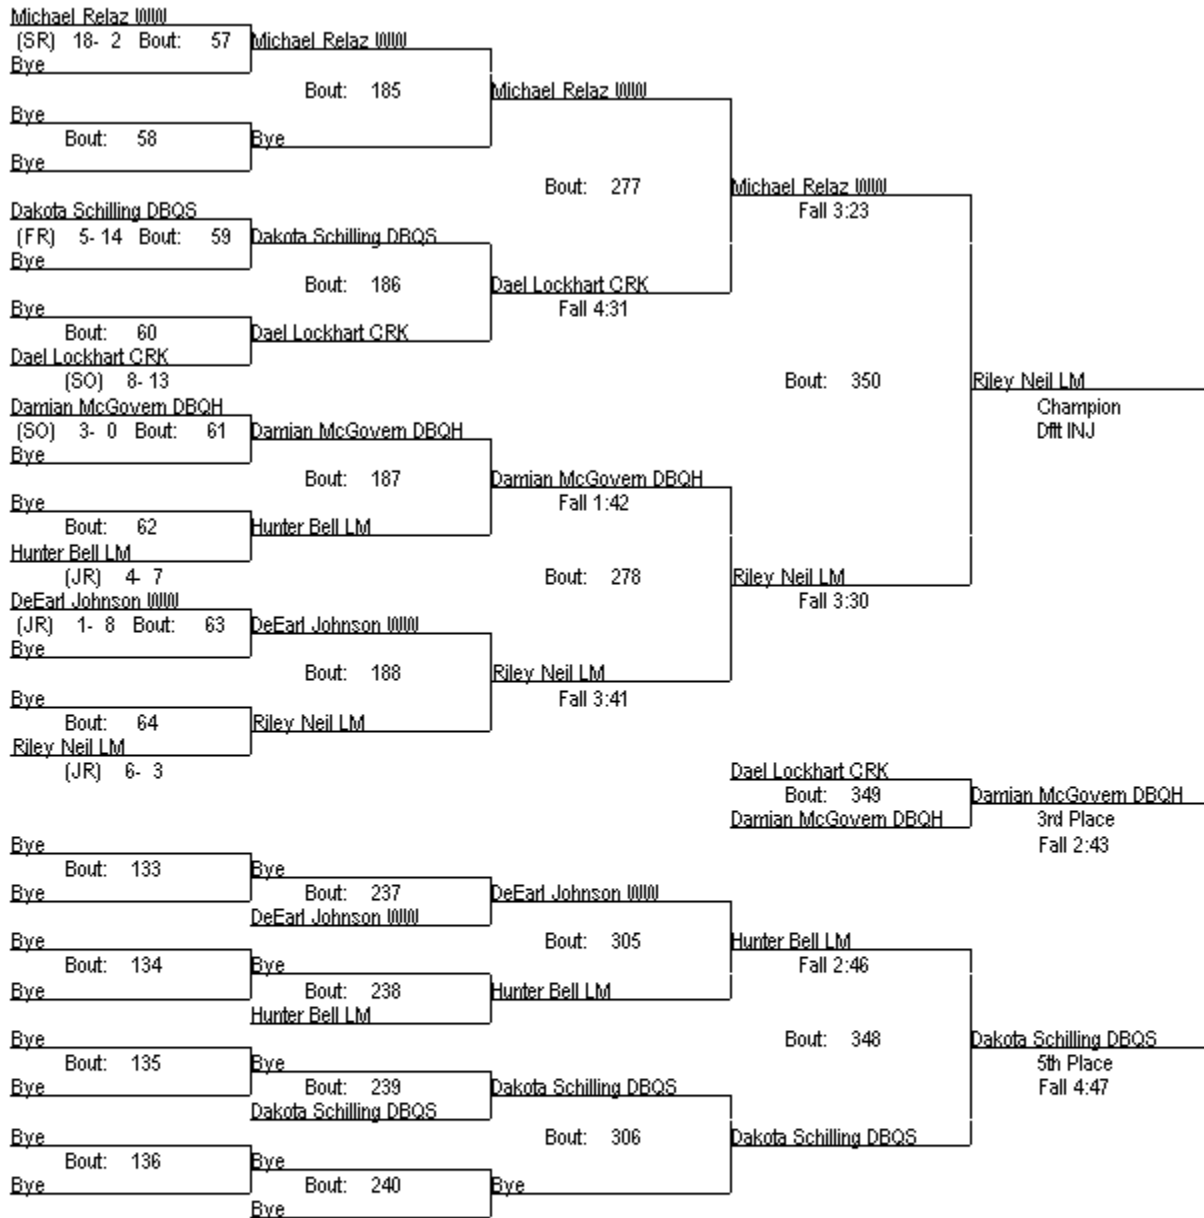 Michael Relaz WW
(SR) 18- 2 Bout: 57 Michael Relaz WW
Bye
Bout: 185 Michael Relaz WW
Bye
Bout: 58 Bye
Bye
Bout: 277 Michael Relaz WW
Fall 3:23
Dakota Schilling DBQS
(FR) 5- 14 Bout: 59 Dakota Schilling DBQS
Bye
Bout: 186 Dael Lockhart CRK
Fall 4:31
Bye
Bout: 60 Dael Lockhart CRK
Dael Lockhart CRK
(SO) 8- 13
Bout: 350 Riley Neil LM
Champion
Dfft INJ
Damian McGovern DBQH
(SO) 3- 0 Bout: 61 Damian McGovern DBQH
Bye
Bout: 187 Damian McGovern DBQH
Fall 1:42
Bye
Bout: 62 Hunter Bell LM
Hunter Bell LM
(JR) 4- 7
Bout: 278 Riley Neil LM
Fall 3:30
DeEarl Johnson WW
(JR) 1- 8 Bout: 63 DeEarl Johnson WW
Bye
Bout: 188 Riley Neil LM
Fall 3:41
Bye
Bout: 64 Riley Neil LM
Riley Neil LM
(JR) 6- 3
Dael Lockhart CRK
Bout: 349 Damian McGovern DBQH
Damian McGovern DBQH 3rd Place
Fall 2:43
Bye
Bout: 133 Bye
Bye
Bout: 237 DeEarl Johnson WW
DeEarl Johnson WW
Bout: 305 Hunter Bell LM
Fall 2:46
Bye
Bout: 134 Bye
Bye
Bout: 238 Hunter Bell LM
Hunter Bell LM
Bout: 348 Dakota Schilling DBQS
5th Place
Fall 4:47
Bye
Bout: 135 Bye
Bye
Bout: 239 Dakota Schilling DBQS
Dakota Schilling DBQS
Bout: 306 Dakota Schilling DBQS
Bye
Bout: 136 Bye
Bye
Bout: 240 Bye
Bye